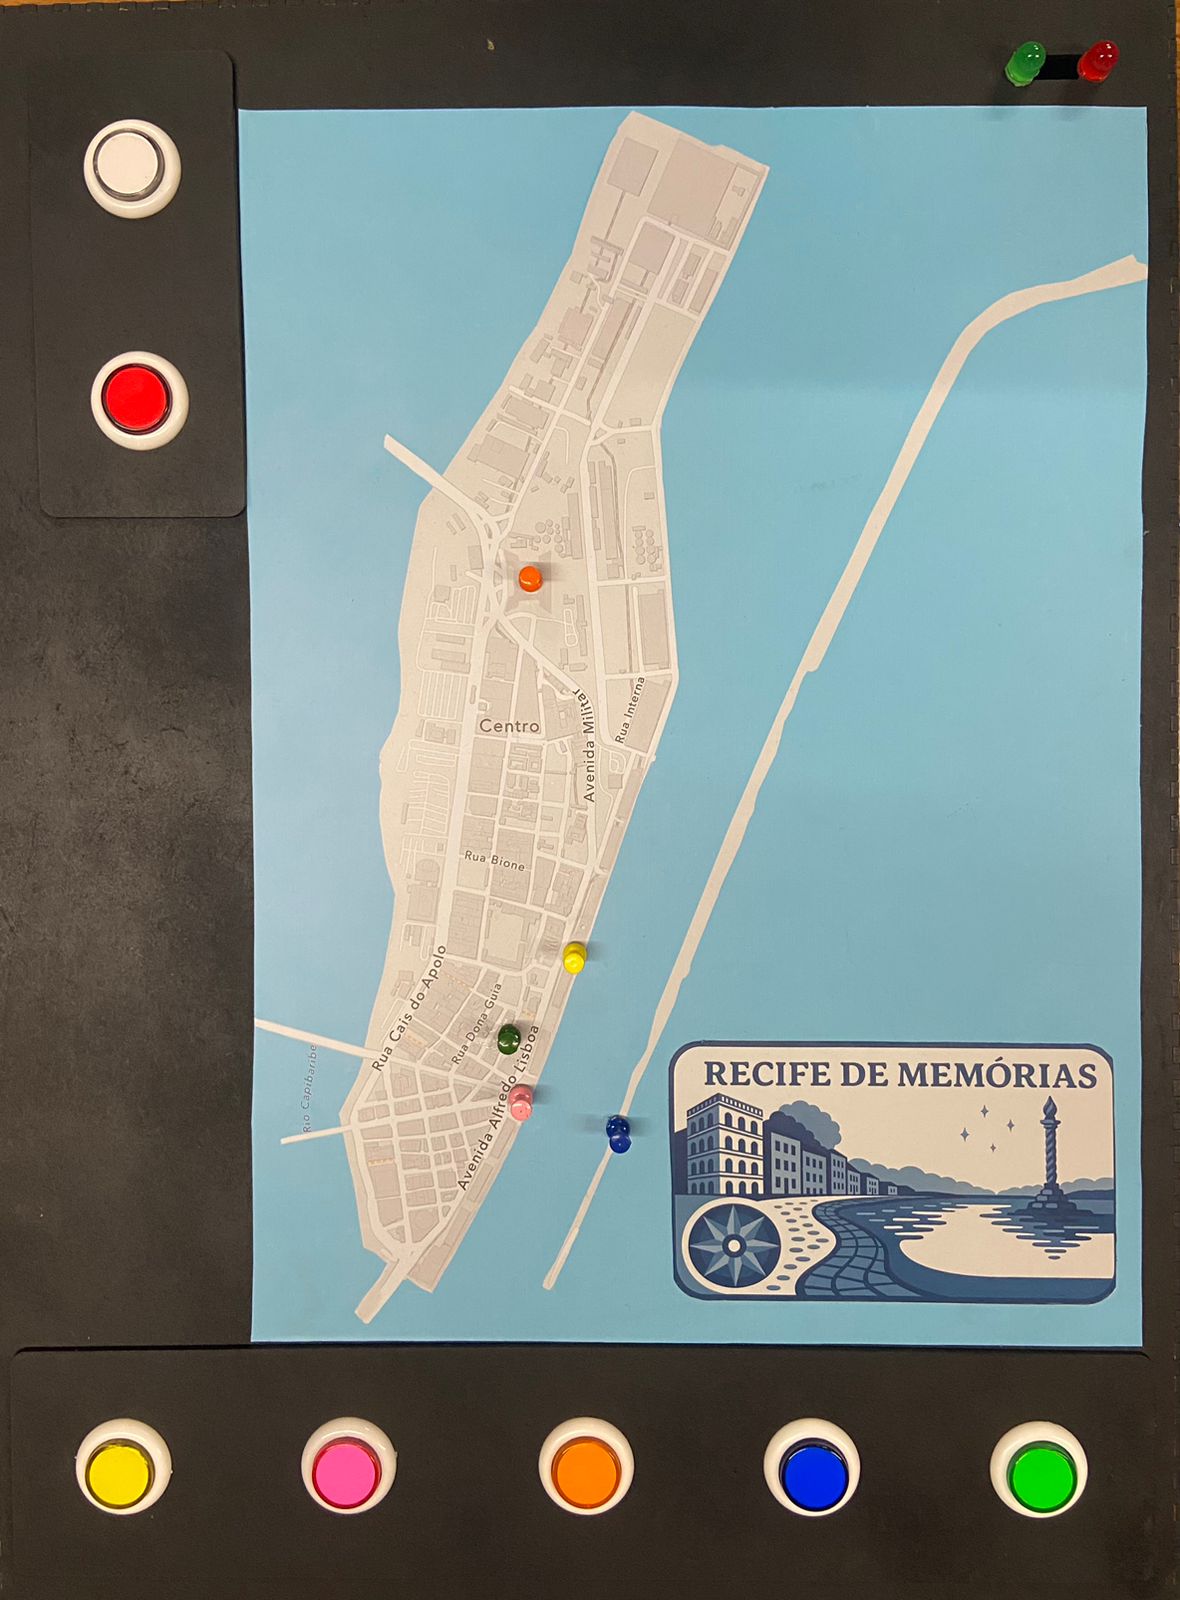 Centro
Avenida Militar
Rua Interna
Rua Bione
Rua Cais do Apolo
Rua Dona Guia
Avenida Alfredo Lisboa
Rio Capibaribe
RECIFE DE MEMÓRIAS